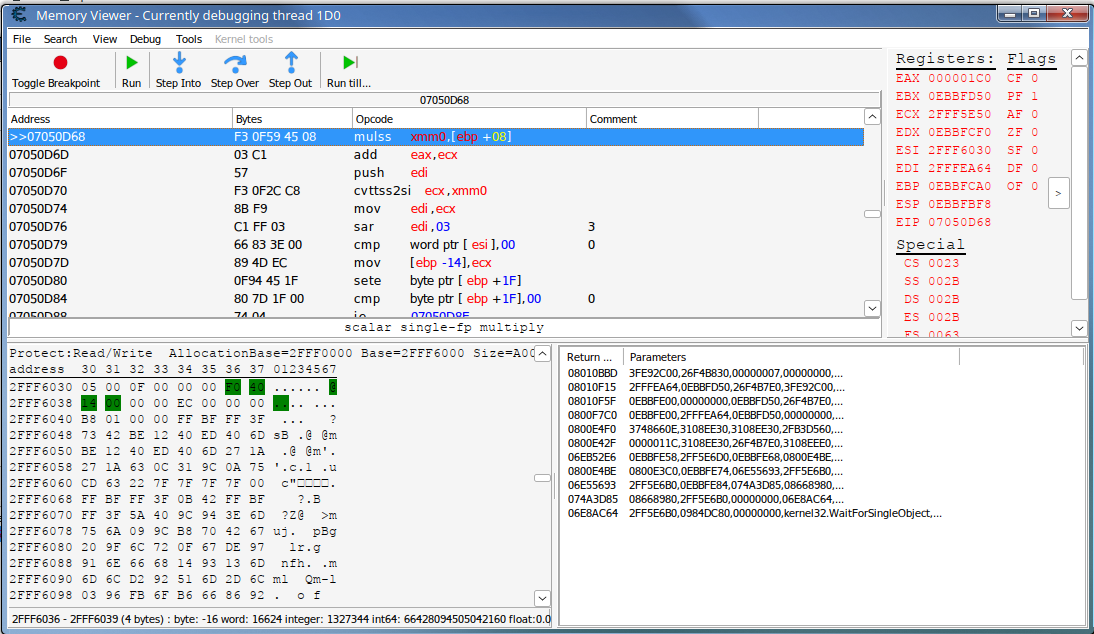 Memory Viewer - Currently debugging thread 1D0
File Search View Debug Tools Kernel tools
Toggle Breakpoint Run Step Into Step Over Step Out Run till...
07050D68
Address Bytes Opcode Comment
>>07050D68 F3 0F59 45 08 mulss xmm0,[ebp +08]
07050D6D 03 C1 add eax,ecx
07050D6F 57 push edi
07050D70 F3 0F2C C8 cvttss2si ecx,xmm0
07050D74 8B F9 mov edi,ecx
07050D76 C1 FF 03 sar edi,03 3
07050D79 66 83 3E 00 cmp word ptr [ esi],00 0
07050D7D 89 4D EC mov [ebp -14],ecx
07050D80 0F94 45 1F sete byte ptr [ ebp +1F]
07050D84 80 7D 1F 00 cmp byte ptr [ ebp +1F],00 0
07050D88 74 04 je 07050D8E
scalar single-fp multiply
Registers: Flags
EAX 000001C0 CF 0
EBX 0EBBFD50 PF 1
ECX 2FFF5E50 AF 0
EDX 0EBBFCF0 ZF 0
ESI 2FFF6030 SF 0
EDI 2FFFEA64 DF 0
EBP 0EBBFCA0 OF 0
ESP 0EBBFBF8
EIP 07050D68
>
Special
CS 0023
SS 002B
DS 002B
ES 002B
FS 0063
Protect:Read/Write AllocationBase=2FFF0000 Base=2FFF6000 Size=A00
address 30 31 32 33 34 35 36 37 01234567
2FFF6030 05 00 0F 00 00 00 F0 40 ...... @
2FFF6038 14 00 00 00 EC 00 00 00 .... ...
2FFF6040 B8 01 00 00 FF BF FF 3F ... ?
2FFF6048 73 42 BE 12 40 ED 40 6D sB .@ @m
2FFF6050 BE 12 40 ED 40 6D 27 1A .@ @m'.
2FFF6058 27 1A 63 0C 31 9C 0A 75 '.c.1 .u
2FFF6060 CD 63 22 7F 7F 7F 7F 00 c"□□□□.
2FFF6068 FF BF FF 3F 0B 42 FF BF ?.B
2FFF6070 FF 3F 5A 40 9C 94 3E 6D ?Z@ >m
2FFF6078 75 6A 09 9C B8 70 42 67 uj. pBg
2FFF6080 20 9F 6C 72 0F 67 DE 97 lr.g
2FFF6088 91 6E 66 68 14 93 13 6D nfh. .m
2FFF6090 6D 6C D2 92 51 6D 2D 6C ml Qm-l
2FFF6098 03 96 FB 6F B6 66 86 92 . o f
2FFF6036 - 2FFF6039 (4 bytes) : byte: -16 word: 16624 integer: 1327344 int64: 66428094505042160 float:0.0
Return ... Parameters
08010BBD 3FE92C00,26F4B830,00000007,00000000,...
08010F15 2FFFEA64,0EBBFD50,26F4B7E0,3FE92C00,...
08010F5F 0EBBFE00,00000000,0EBBFD50,26F4B7E0,...
0800F7C0 0EBBFE00,2FFFEA64,0EBBFD50,00000000,...
0800E4F0 3748660E,3108EE30,3108EE30,2FB3D560,...
0800E42F 0000011C,3108EE30,26F4B7E0,3108EEE0,...
06EB52E6 0EBBFE58,2FF5E6D0,0EBBFE68,0800E4BE,...
0800E4BE 0800E3C0,0EBBFE74,06E55693,2FF5E6B0,...
06E55693 2FF5E6B0,0EBBFE84,074A3D85,08668980,...
074A3D85 08668980,2FF5E6B0,00000000,06E8AC64,...
06E8AC64 2FF5E6B0,0984DC80,00000000,kernel32.WaitForSingleObject,...